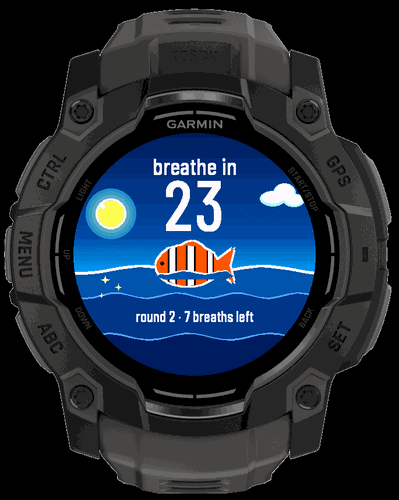 GARMIN
CTRL
LIGHT
GPS
START/STOP
breathe in
23
MENU
UP
round 2 · 7 breaths left
ABC
DOWN
SET
BACK